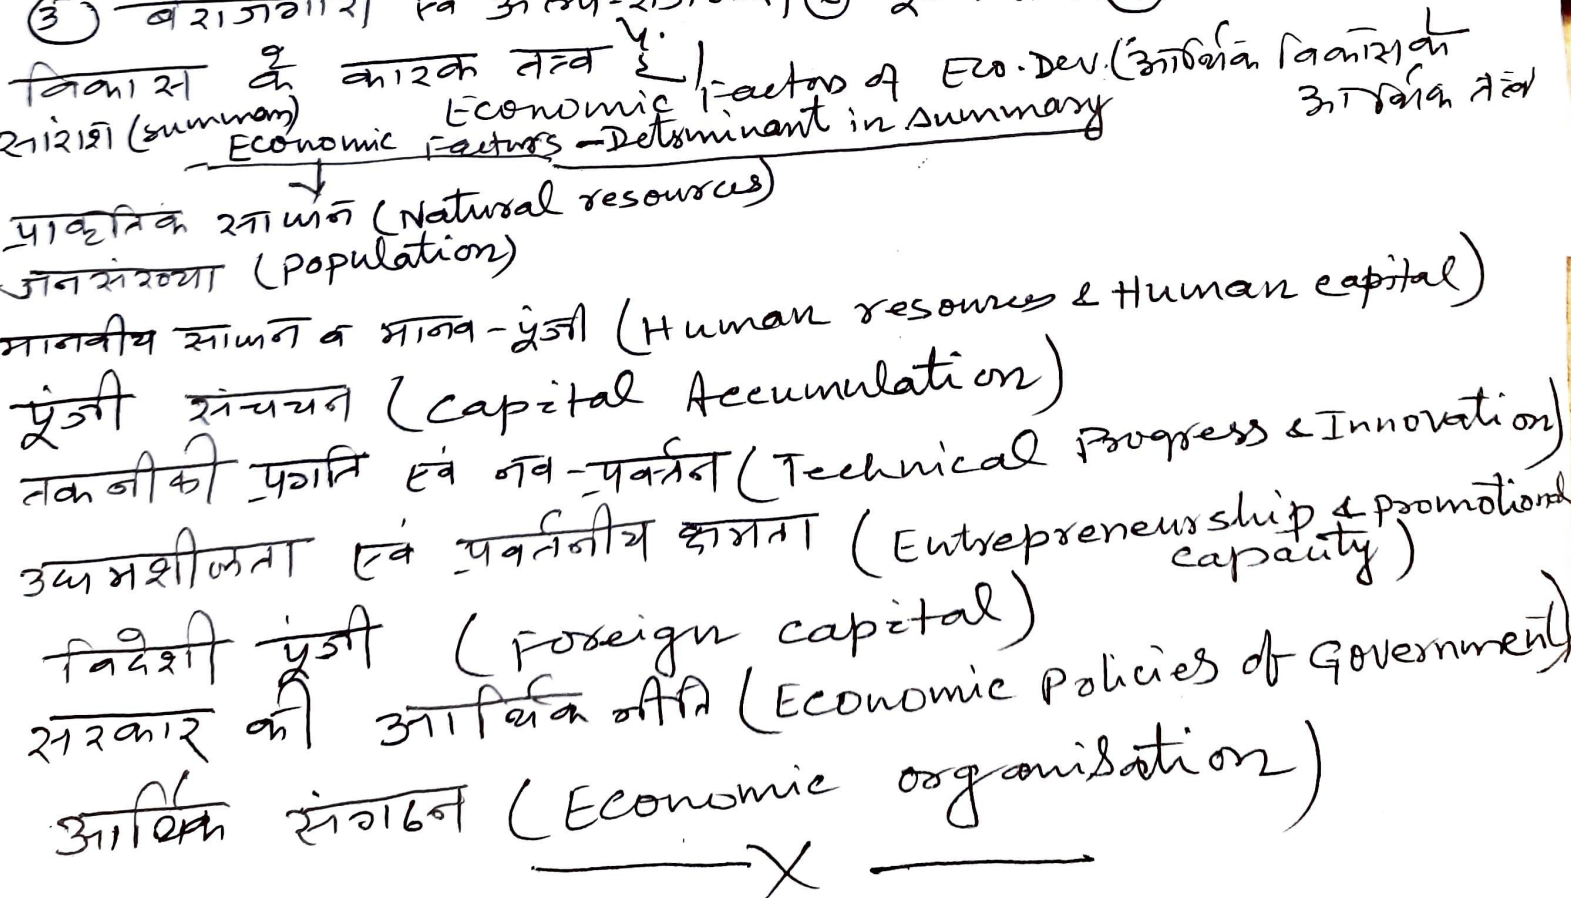 ③ बेरोजगारी एवं अल्प-
विकास के कारक तत्व हैं। Economic Factors of Eco. Dev. (आर्थिक विकास के आर्थिक तत्व
सांराश (summary) Economic Factors - Determinant in summary
प्राकृतिक साधन (Natural resources)
जनसंख्या (population)
मानवीय साधन व मानव-पूंजी (Human resources & Human capital)
पूंजी संचयन (Capital Accumulation)
तकनीकी प्रगति एवं नव-प्रवर्तन (Technical Progress & Innovation)
उद्यमशीलता एवं प्रवर्तनीय क्षमता (Entrepreneurship & promotional capacity)
विदेशी पूंजी (Foreign capital)
सरकार की आर्थिक नीति (Economic Policies of Government)
आर्थिक संगठन (Economic organisation)
X